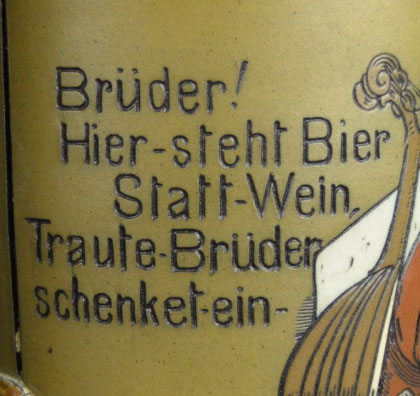 Brüder!
Hier-steht Bier
Statt-Wein,
Traute-Brüder
schenket-ein-